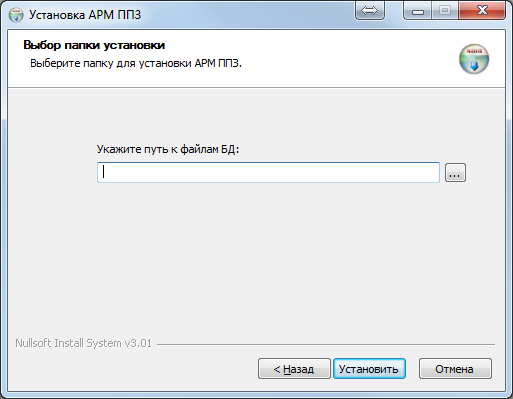 Установка АРМ ППЗ
Выбор папки установки
Выберите папку для установки АРМ ППЗ.
Укажите путь к файлам БД:
...
Nullsoft Install System v3.01
< Назад
Установить
Отмена